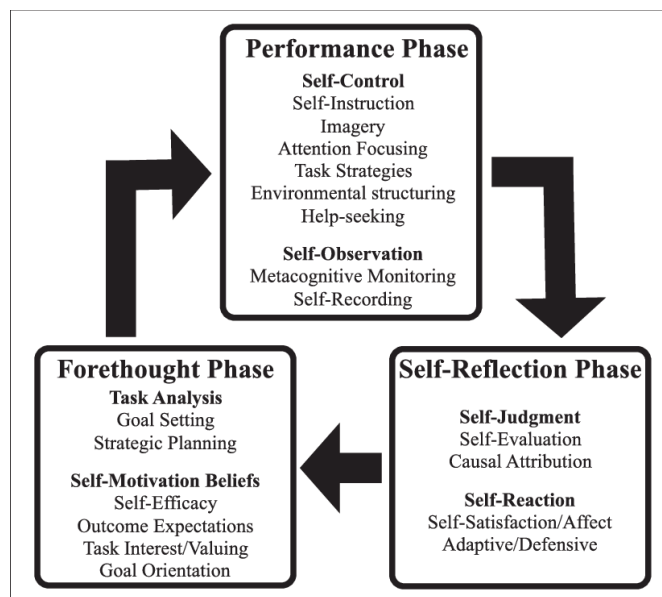 Performance Phase
Self-Control
Self-Instruction
Imagery
Attention Focusing
Task Strategies
Environmental structuring
Help-seeking
Self-Observation
Metacognitive Monitoring
Self-Recording
Forethought Phase
Task Analysis
Goal Setting
Strategic Planning
Self-Motivation Beliefs
Self-Efficacy
Outcome Expectations
Task Interest/Valuing
Goal Orientation
Self-Reflection Phase
Self-Judgment
Self-Evaluation
Causal Attribution
Self-Reaction
Self-Satisfaction/Affect
Adaptive/Defensive